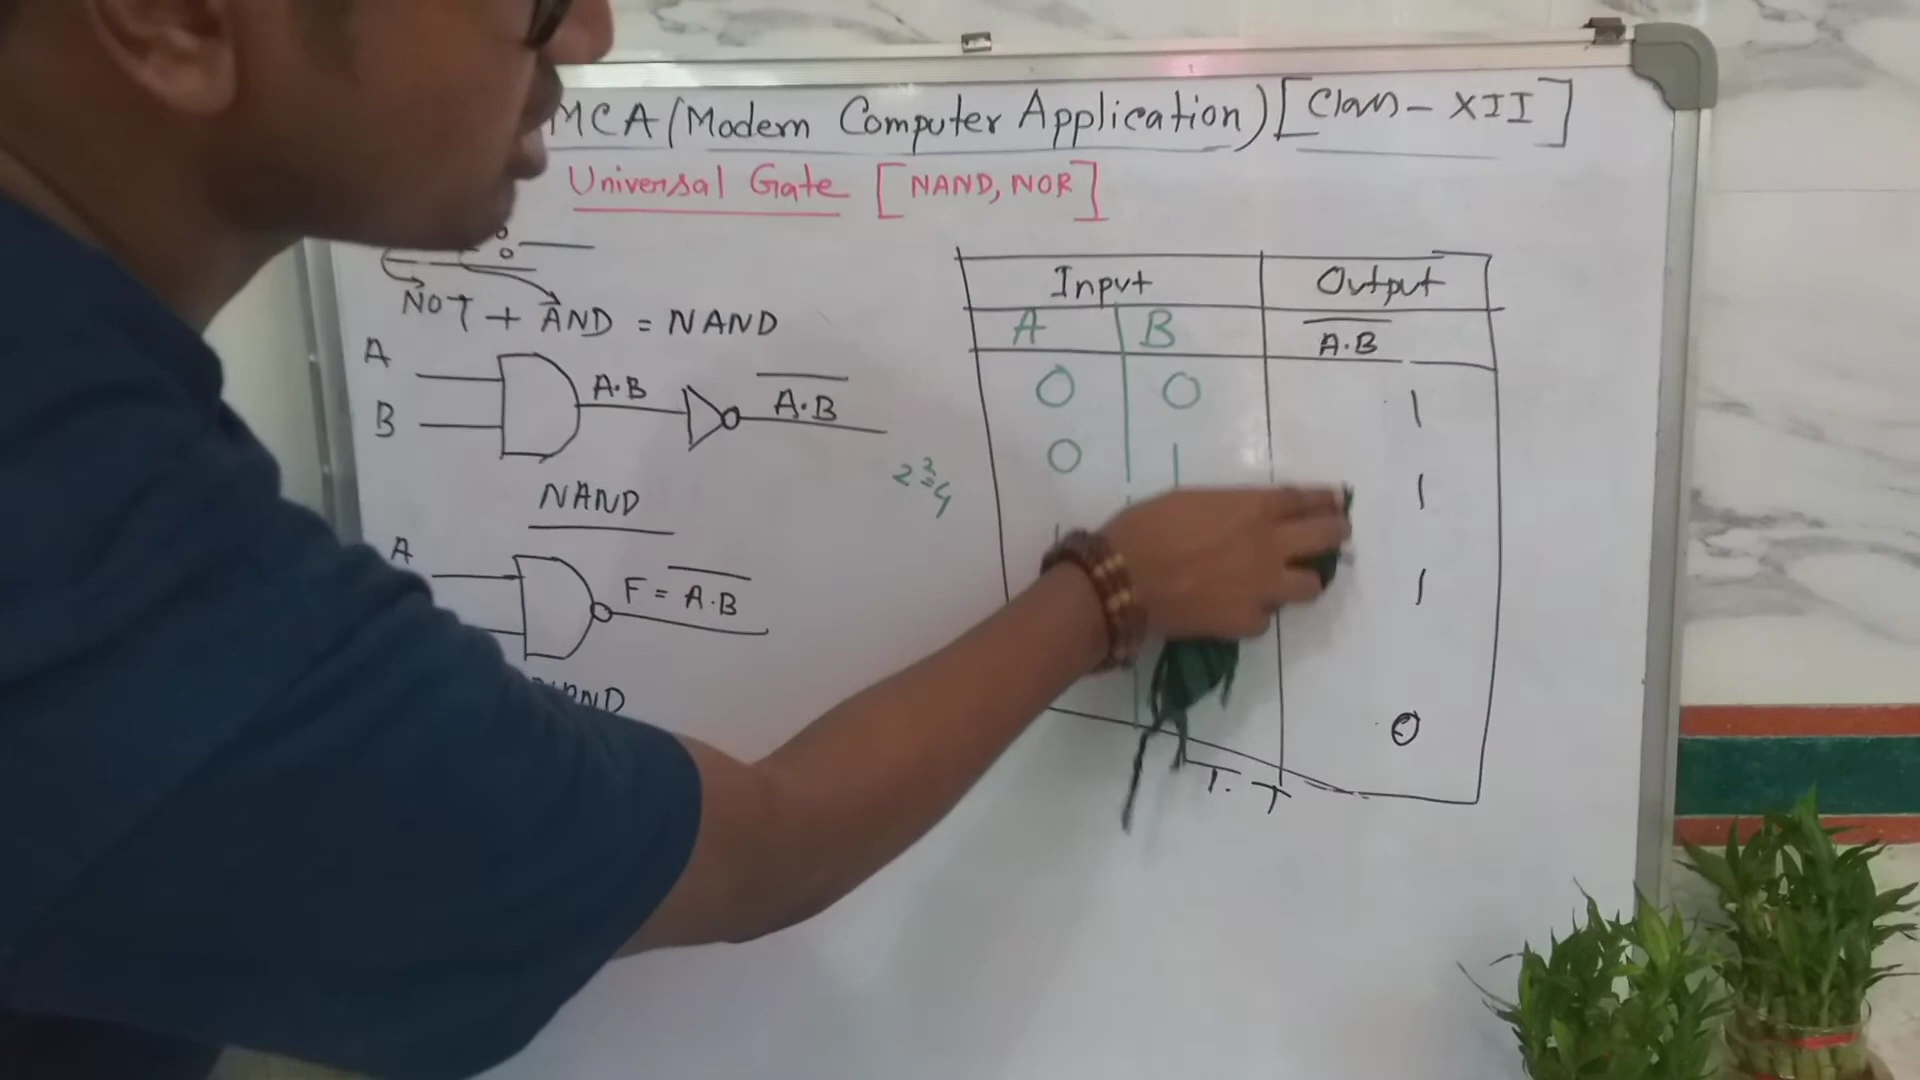 MCA (Modern Computer Application) [Class - XII]
Universal Gate [NAND, NOR]
NOT + AND = NAND
A
B
A.B
A.B
2²=4
NAND
A
F = A.B
Input Output
A B A.B
0 0 1
0 1 1
1
0
T.T